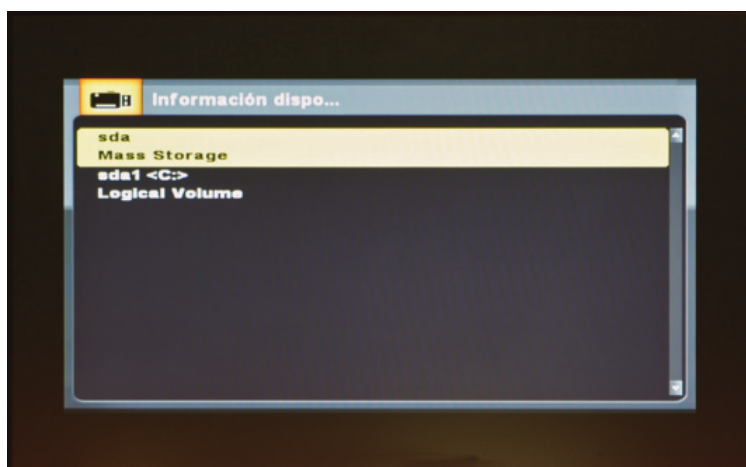 Información dispo...
sda
Mass Storage
sda1 <C:>
Logical Volume